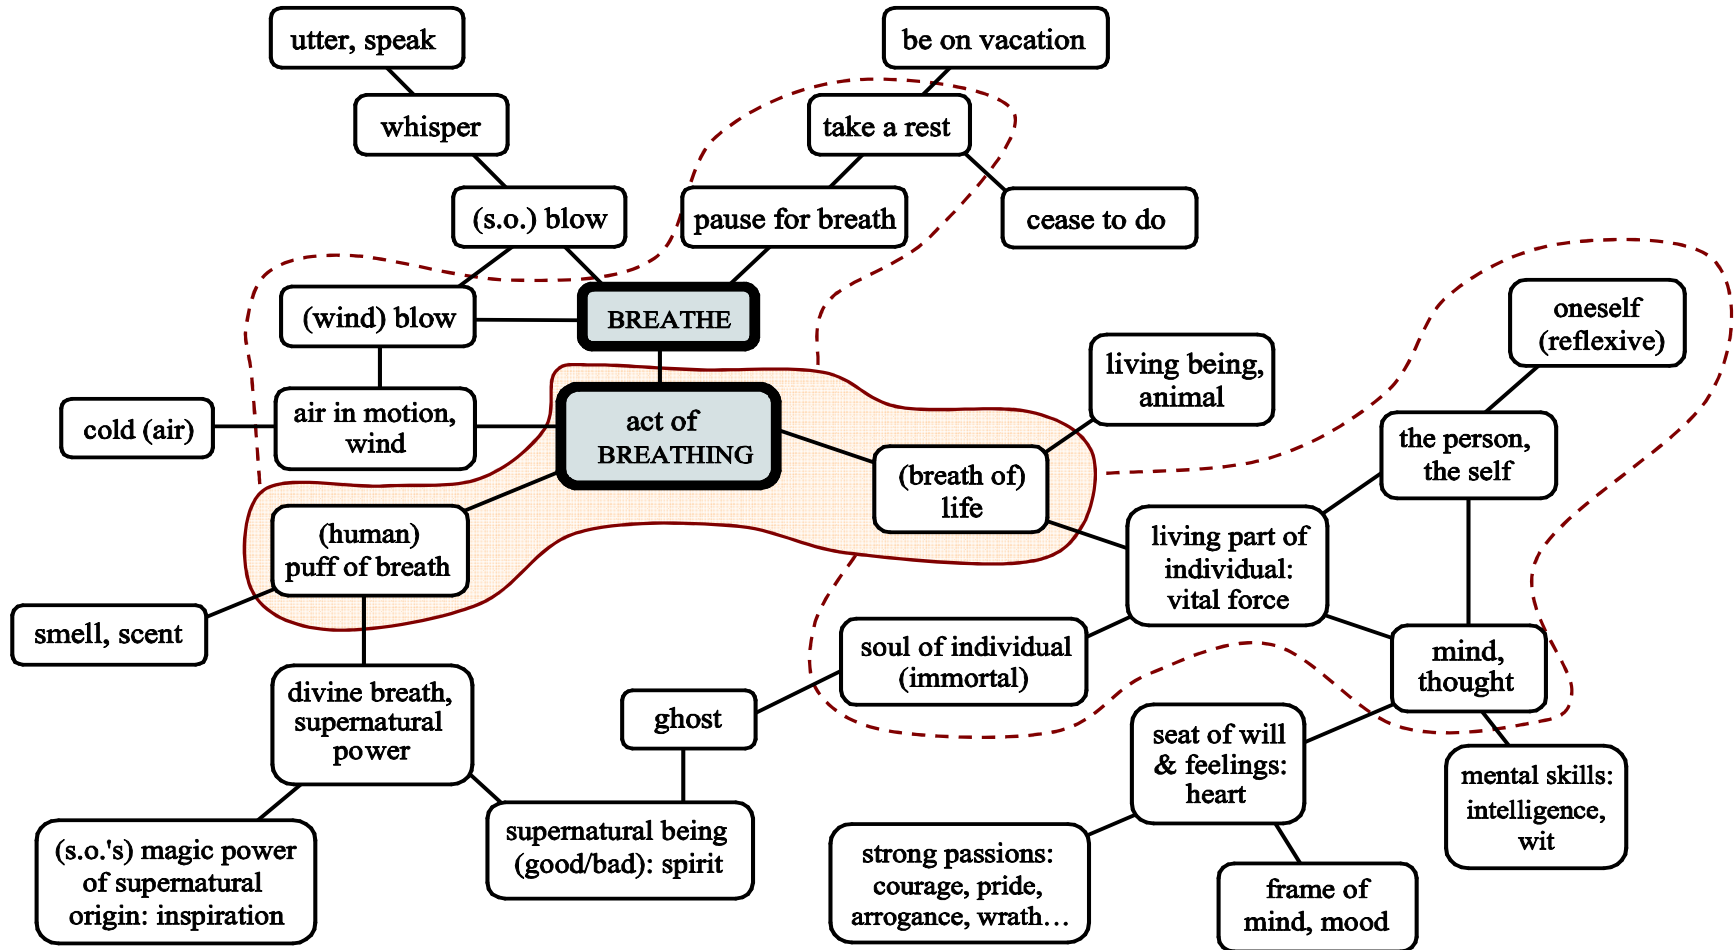 utter, speak
be on vacation
whisper
take a rest
(s.o.) blow
pause for breath
cease to do
(wind) blow
BREATHE
oneself
(reflexive)
living being,
animal
cold (air)
air in motion,
wind
act of
BREATHING
the person,
the self
(breath of)
life
(human)
puff of breath
living part of
individual:
vital force
smell, scent
soul of individual
(immortal)
mind,
thought
divine breath,
supernatural
power
ghost
seat of will
& feelings:
heart
mental skills:
intelligence,
wit
(s.o.'s) magic power
of supernatural
origin: inspiration
supernatural being
(good/bad): spirit
strong passions:
courage, pride,
arrogance, wrath…
frame of
mind, mood